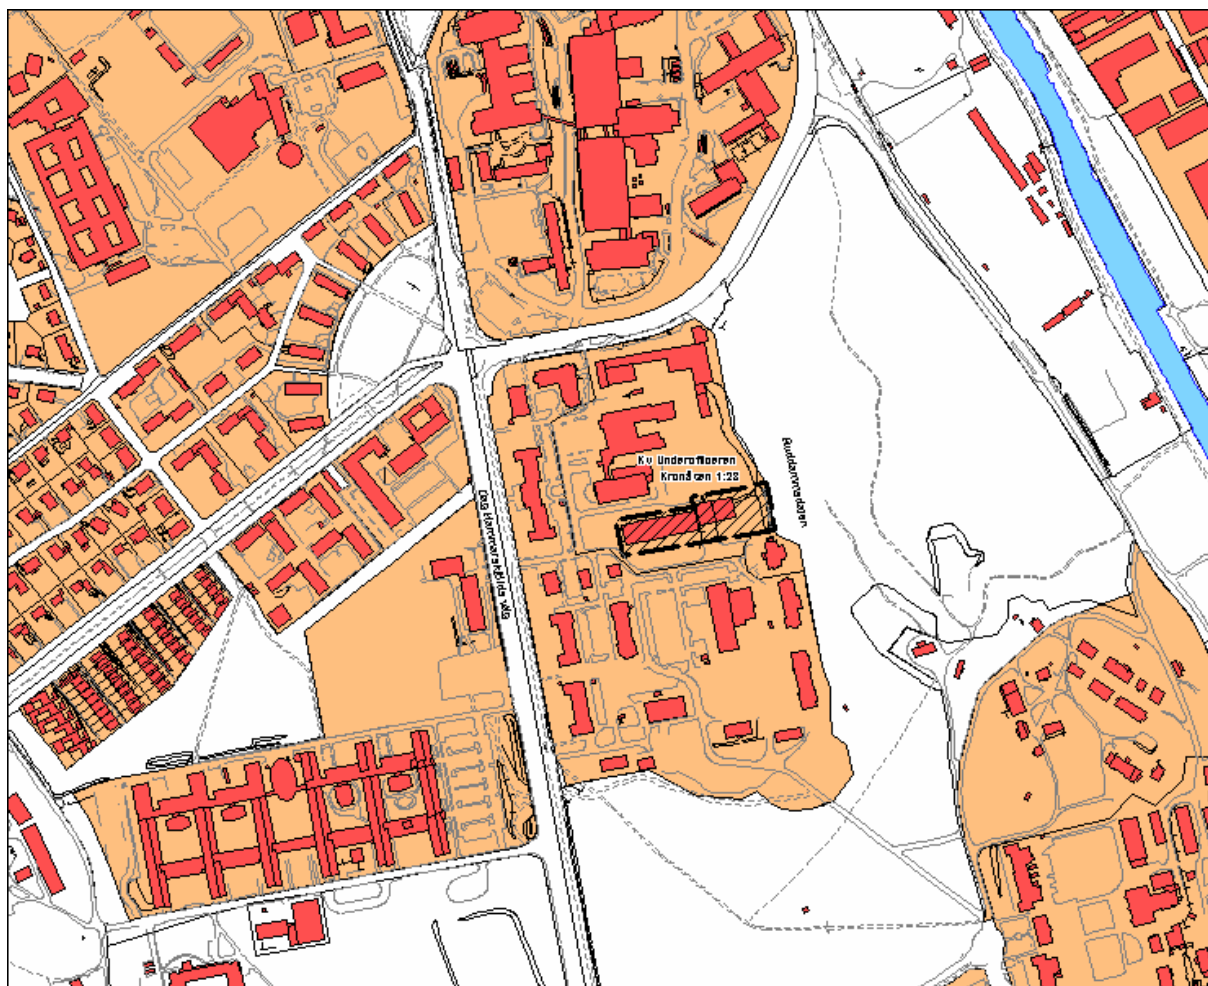 Kv Underofficeren
Kronåsen 1:28
Ruddammsdalen
Dag Hammarskjölds väg